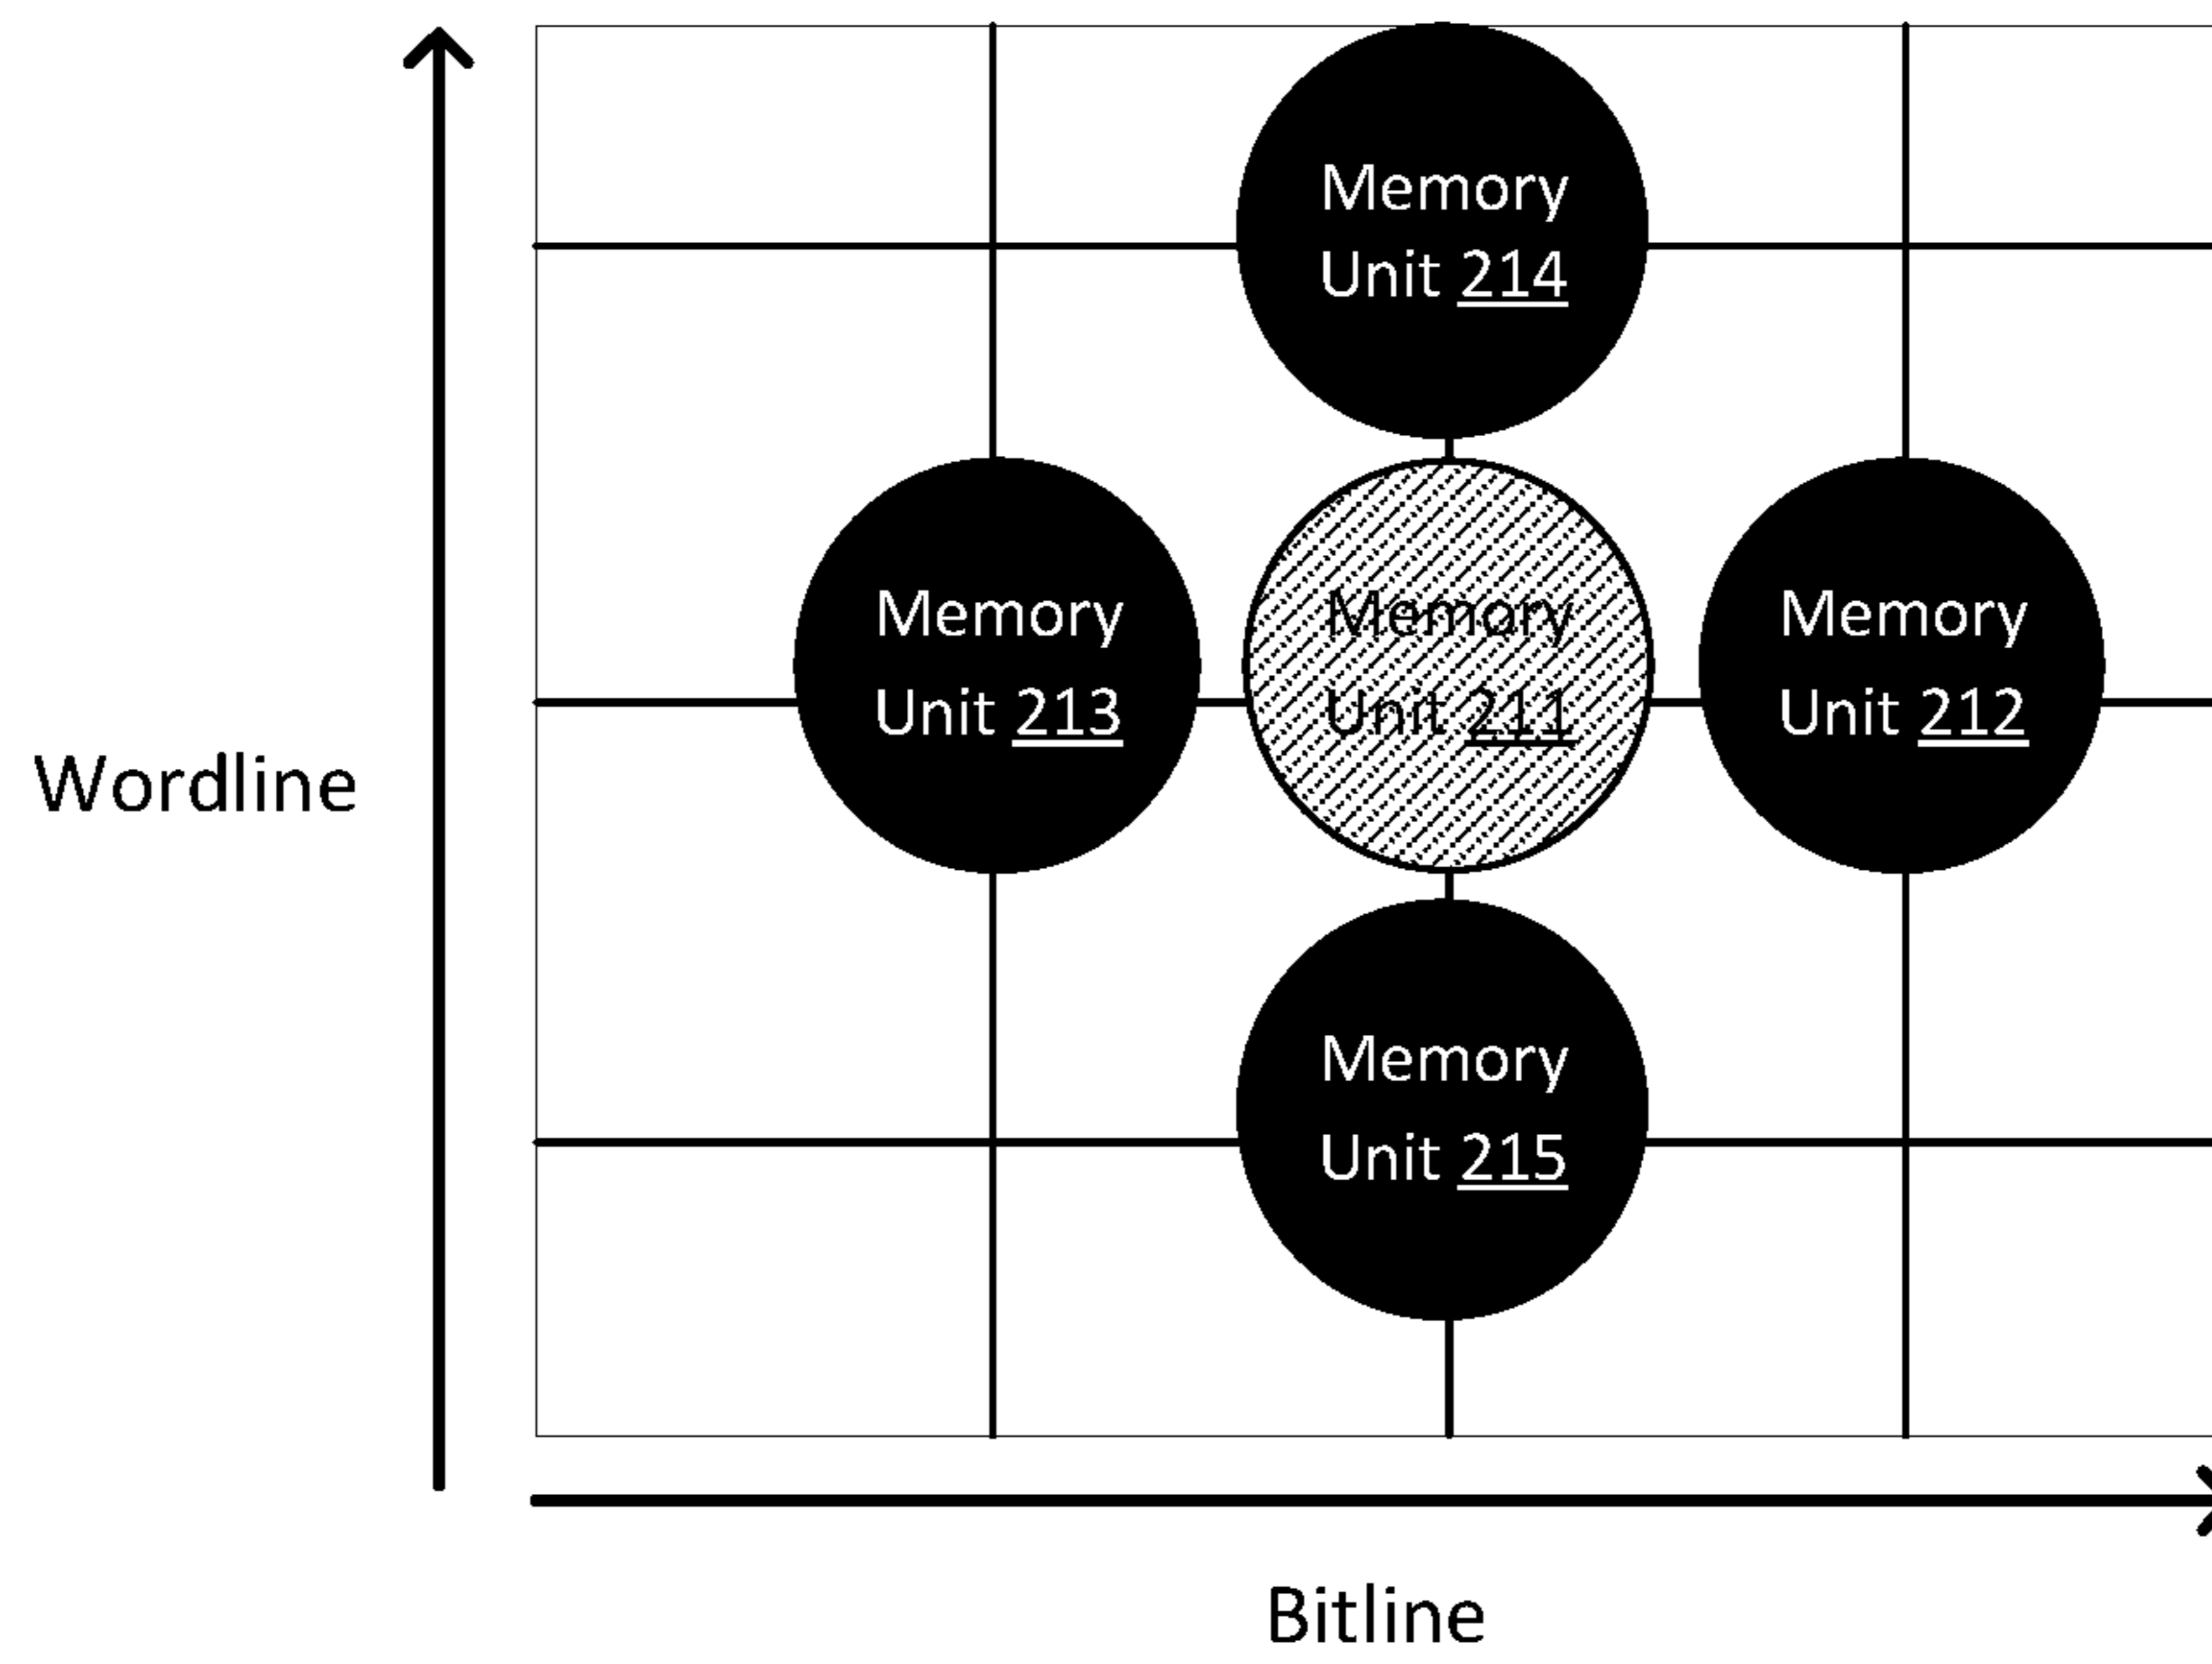 Memory
Unit 214
Memory
Unit 213
Memory
Unit 211
Memory
Unit 212
Wordline
Memory
Unit 215
Bitline